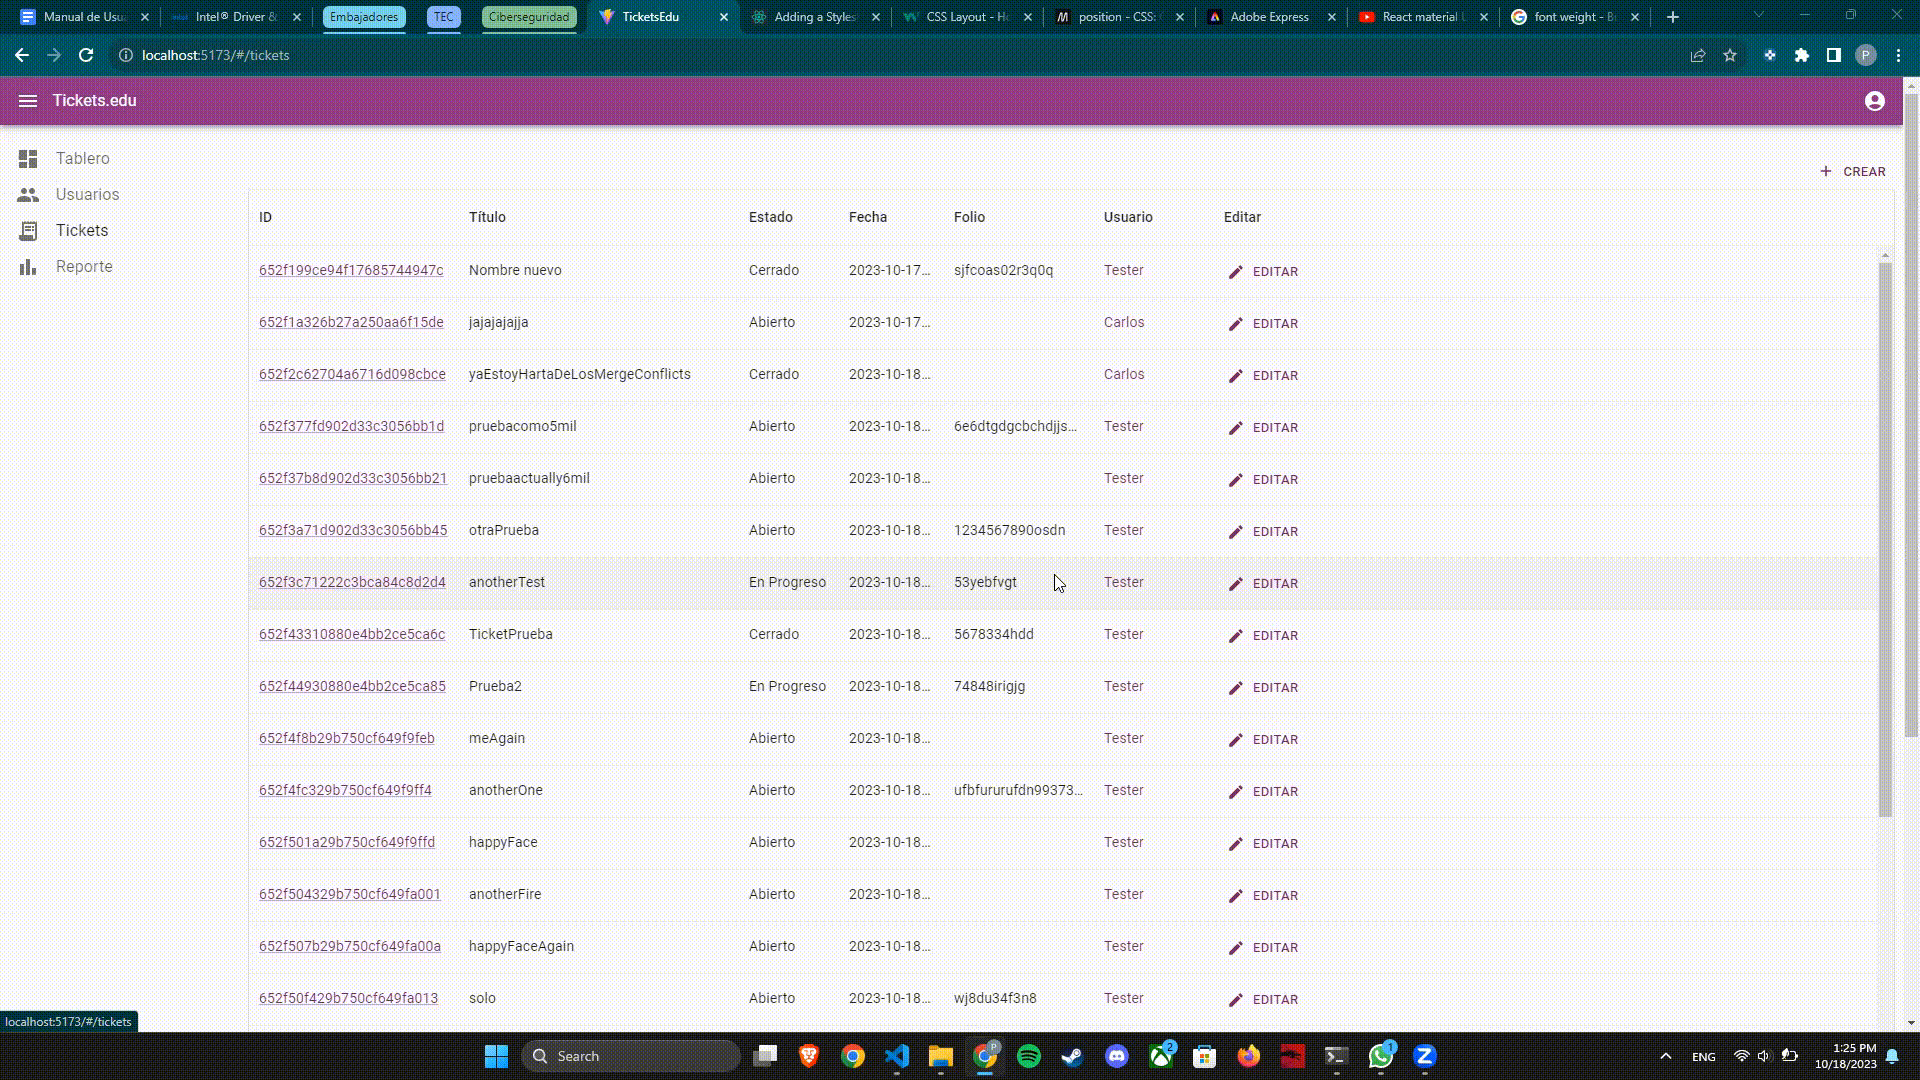 Manual de Usu
Intel® Driver &
Embajadores
TEC
Ciberseguridad
TicketsEdu
Adding a Styles
CSS Layout - Ho
position - CSS: C
Adobe Express
React material
font weight - B
localhost:5173/#/tickets
P
Tickets.edu
Tablero
Usuarios
Tickets
Reporte
CREAR
ID Título Estado Fecha Folio Usuario Editar
652f199ce94f17685744947c Nombre nuevo Cerrado 2023-10-17... sjfcoas02r3q0q Tester EDITAR
652f1a326b27a250aa6f15de jajajajajja Abierto 2023-10-17... Carlos EDITAR
652f2c62704a6716d098cbce yaEstoyHartaDeLosMergeConflicts Cerrado 2023-10-18... Carlos EDITAR
652f377fd902d33c3056bb1d pruebacomo5mil Abierto 2023-10-18... 6e6dtgdgcbchdjjs... Tester EDITAR
652f37b8d902d33c3056bb21 pruebaactually6mil Abierto 2023-10-18... Tester EDITAR
652f3a71d902d33c3056bb45 otraPrueba Abierto 2023-10-18... 1234567890osdn Tester EDITAR
652f3c71222c3bca84c8d2d4 anotherTest En Progreso 2023-10-18... 53yebfvgt Tester EDITAR
652f43310880e4bb2ce5ca6c TicketPrueba Cerrado 2023-10-18... 5678334hdd Tester EDITAR
652f44930880e4bb2ce5ca85 Prueba2 En Progreso 2023-10-18... 74848irigjg Tester EDITAR
652f4f8b29b750cf649f9feb meAgain Abierto 2023-10-18... Tester EDITAR
652f4fc329b750cf649f9ff4 anotherOne Abierto 2023-10-18... ufbfururufdn99373... Tester EDITAR
652f501a29b750cf649f9ffd happyFace Abierto 2023-10-18... Tester EDITAR
652f504329b750cf649fa001 anotherFire Abierto 2023-10-18... Tester EDITAR
652f507b29b750cf649fa00a happyFaceAgain Abierto 2023-10-18... Tester EDITAR
652f50f429b750cf649fa013 solo Abierto 2023-10-18... wj8du34f3n8 Tester EDITAR
localhost:5173/#/tickets
Search
2
1
ENG
1:25 PM
10/18/2023